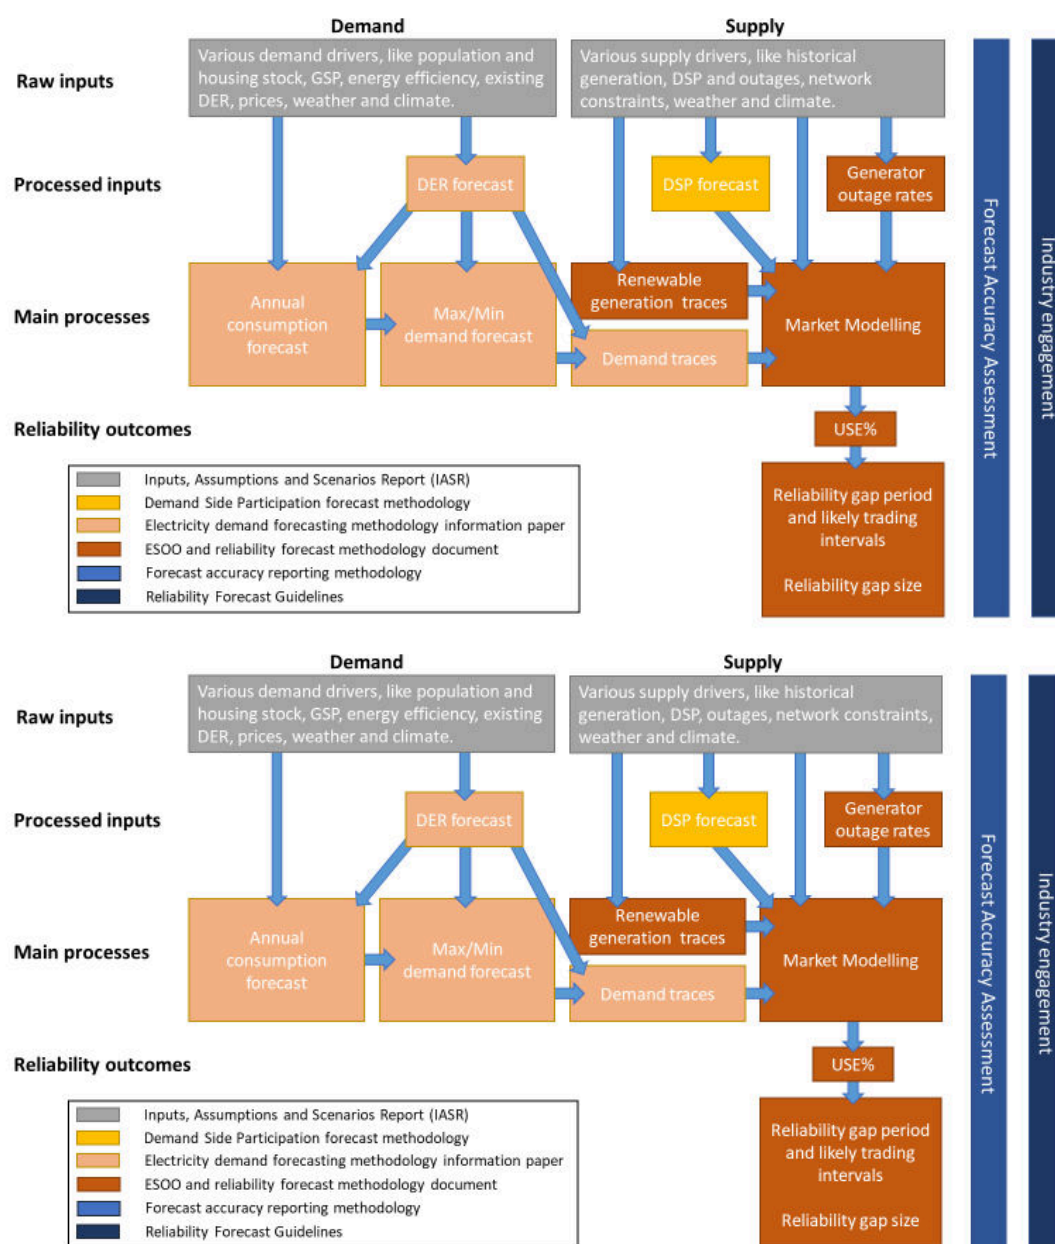 Demand
Supply
Raw inputs
Various demand drivers, like population and
housing stock, GSP, energy efficiency, existing
DER, prices, weather and climate.
Various supply drivers, like historical
generation, DSP and outages, network
constraints, weather and climate.
Processed inputs
DER forecast
DSP forecast
Generator
outage rates
Main processes
Annual
consumption
forecast
Max/Min
demand forecast
Renewable
generation traces
Demand traces
Market Modelling
Reliability outcomes
USE%
Reliability gap period
and likely trading
intervals
Reliability gap size
Inputs, Assumptions and Scenarios Report (IASR)
Demand Side Participation forecast methodology
Electricity demand forecasting methodology information paper
ESOO and reliability forecast methodology document
Forecast accuracy reporting methodology
Reliability Forecast Guidelines
Forecast Accuracy Assessment
Industry engagement
Demand
Supply
Raw inputs
Various demand drivers, like population and
housing stock, GSP, energy efficiency, existing
DER, prices, weather and climate.
Various supply drivers, like historical
generation, DSP, outages, network constraints,
weather and climate.
Processed inputs
DER forecast
DSP forecast
Generator
outage rates
Main processes
Annual
consumption
forecast
Max/Min
demand forecast
Renewable
generation traces
Demand traces
Market Modelling
Reliability outcomes
USE%
Reliability gap period
and likely trading
intervals
Reliability gap size
Inputs, Assumptions and Scenarios Report (IASR)
Demand Side Participation forecast methodology
Electricity demand forecasting methodology information paper
ESOO and reliability forecast methodology document
Forecast accuracy reporting methodology
Reliability Forecast Guidelines
Forecast Accuracy Assessment
Industry engagement